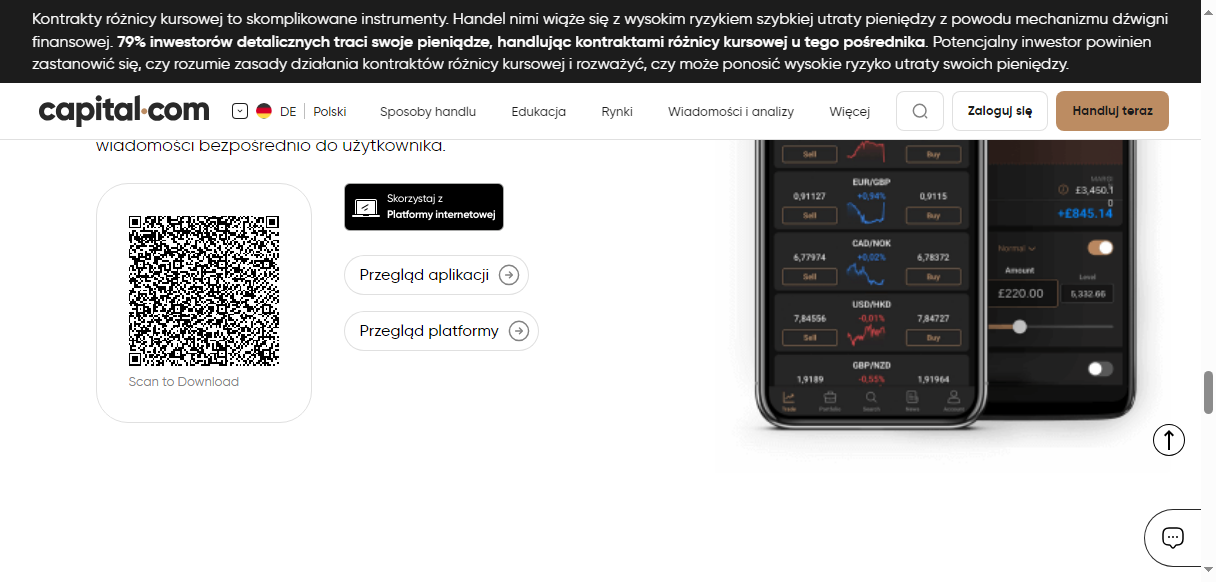 Kontrakty różnicy kursowej to skomplikowane instrumenty. Handel nimi wiąże się z wysokim ryzykiem szybkiej utraty pieniędzy z powodu mechanizmu dźwigni
finansowej. 79% inwestorów detalicznych traci swoje pieniądze, handlując kontraktami różnicy kursowej u tego pośrednika. Potencjalny inwestor powinien
zastanowić się, czy rozumie zasady działania kontraktów różnicy kursowej i rozważyć, czy może ponosić wysokie ryzyko utraty swoich pieniędzy.
capital.com DE Polski Sposoby handlu Edukacja Rynki Wiadomości i analizy Więcej Zaloguj się Handluj teraz
wiadomości bezpośrednio do użytkownika.
Skorzystaj z
Platformy internetowej
Przegląd aplikacji
Przegląd platformy
Scan to Download
Sell Buy
EUR/GBP
0,91127 +0,94% 0,9115
Sell Buy
CAD/NOK
6,77974 +0,02% 6,78372
Sell Buy
USD/HKD
7,84556 -0,01% 7,84727
Sell Buy
GBP/NZD
1,9189 -0,55% 1,91964
Trade Portfolio Search News Account
£3,450.1
0
+£845.14
Normal
Amount Level
£220.00 5,332.66